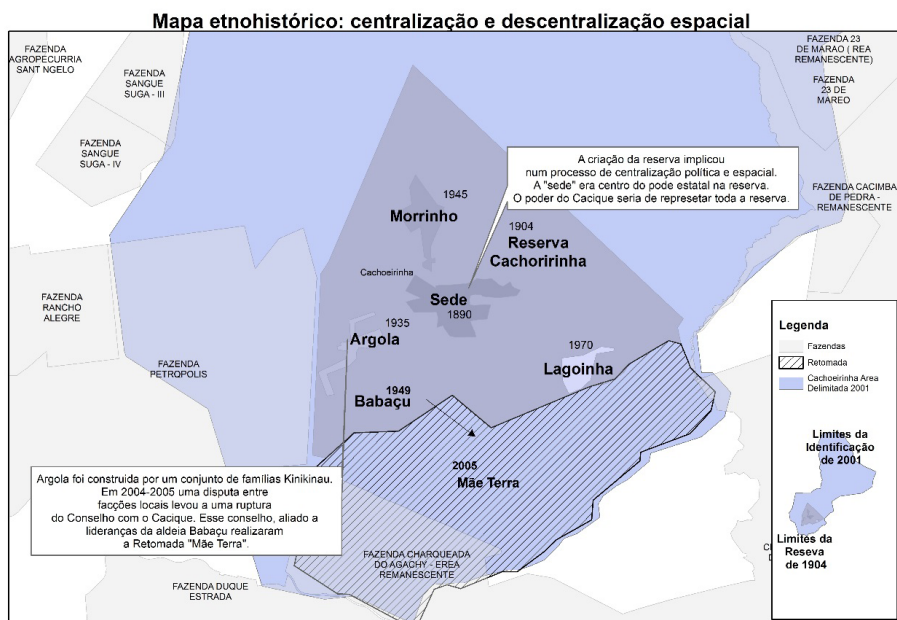 Mapa etnohistórico: centralização e descentralização espacial
FAZENDA
AGROPECURRIA
SANT NGELO
FAZENDA
SANGUE
SUGA - III
FAZENDA
SANGUE
SUGA - IV
FAZENDA 23
DE MARAO ( REA
REMANESCENTE)
FAZENDA
23 DE
MAREO
A criação da reserva implicou
num processo de centralização política e espacial.
A "sede" era centro do pode estatal na reserva.
O poder do Cacique seria de represetar toda a reserva.
FAZENDA CACIMBA
DE PEDRA -
REMANESCENTE
1945
Morrinho
1904
Reserva
Cachoririnha
Cachoeirinha
Sede
1890
FAZENDA
RANCHO
ALEGRE
1935
Argola
FAZENDA
PETROPOLIS
1970
Lagoinha
1949
Babaçu
2005
Mãe Terra
Argola foi construida por um conjunto de famílias Kinikinau.
Em 2004-2005 uma disputa entre
facções locais levou a uma ruptura
do Conselho com o Cacique. Esse conselho, aliado a
lideranças da aldeia Babaçu realizaram
a Retomada "Mãe Terra".
FAZENDA CHARQUEADA
DO AGACHY - EREA
REMANESCENTE
FAZENDA DUQUE
ESTRADA
Legenda
Fazendas
Retomada
Cachoeirinha Area
Delimitada 2001
Limites da
Identificação
de 2001
Limites da
Reseva
de 1904